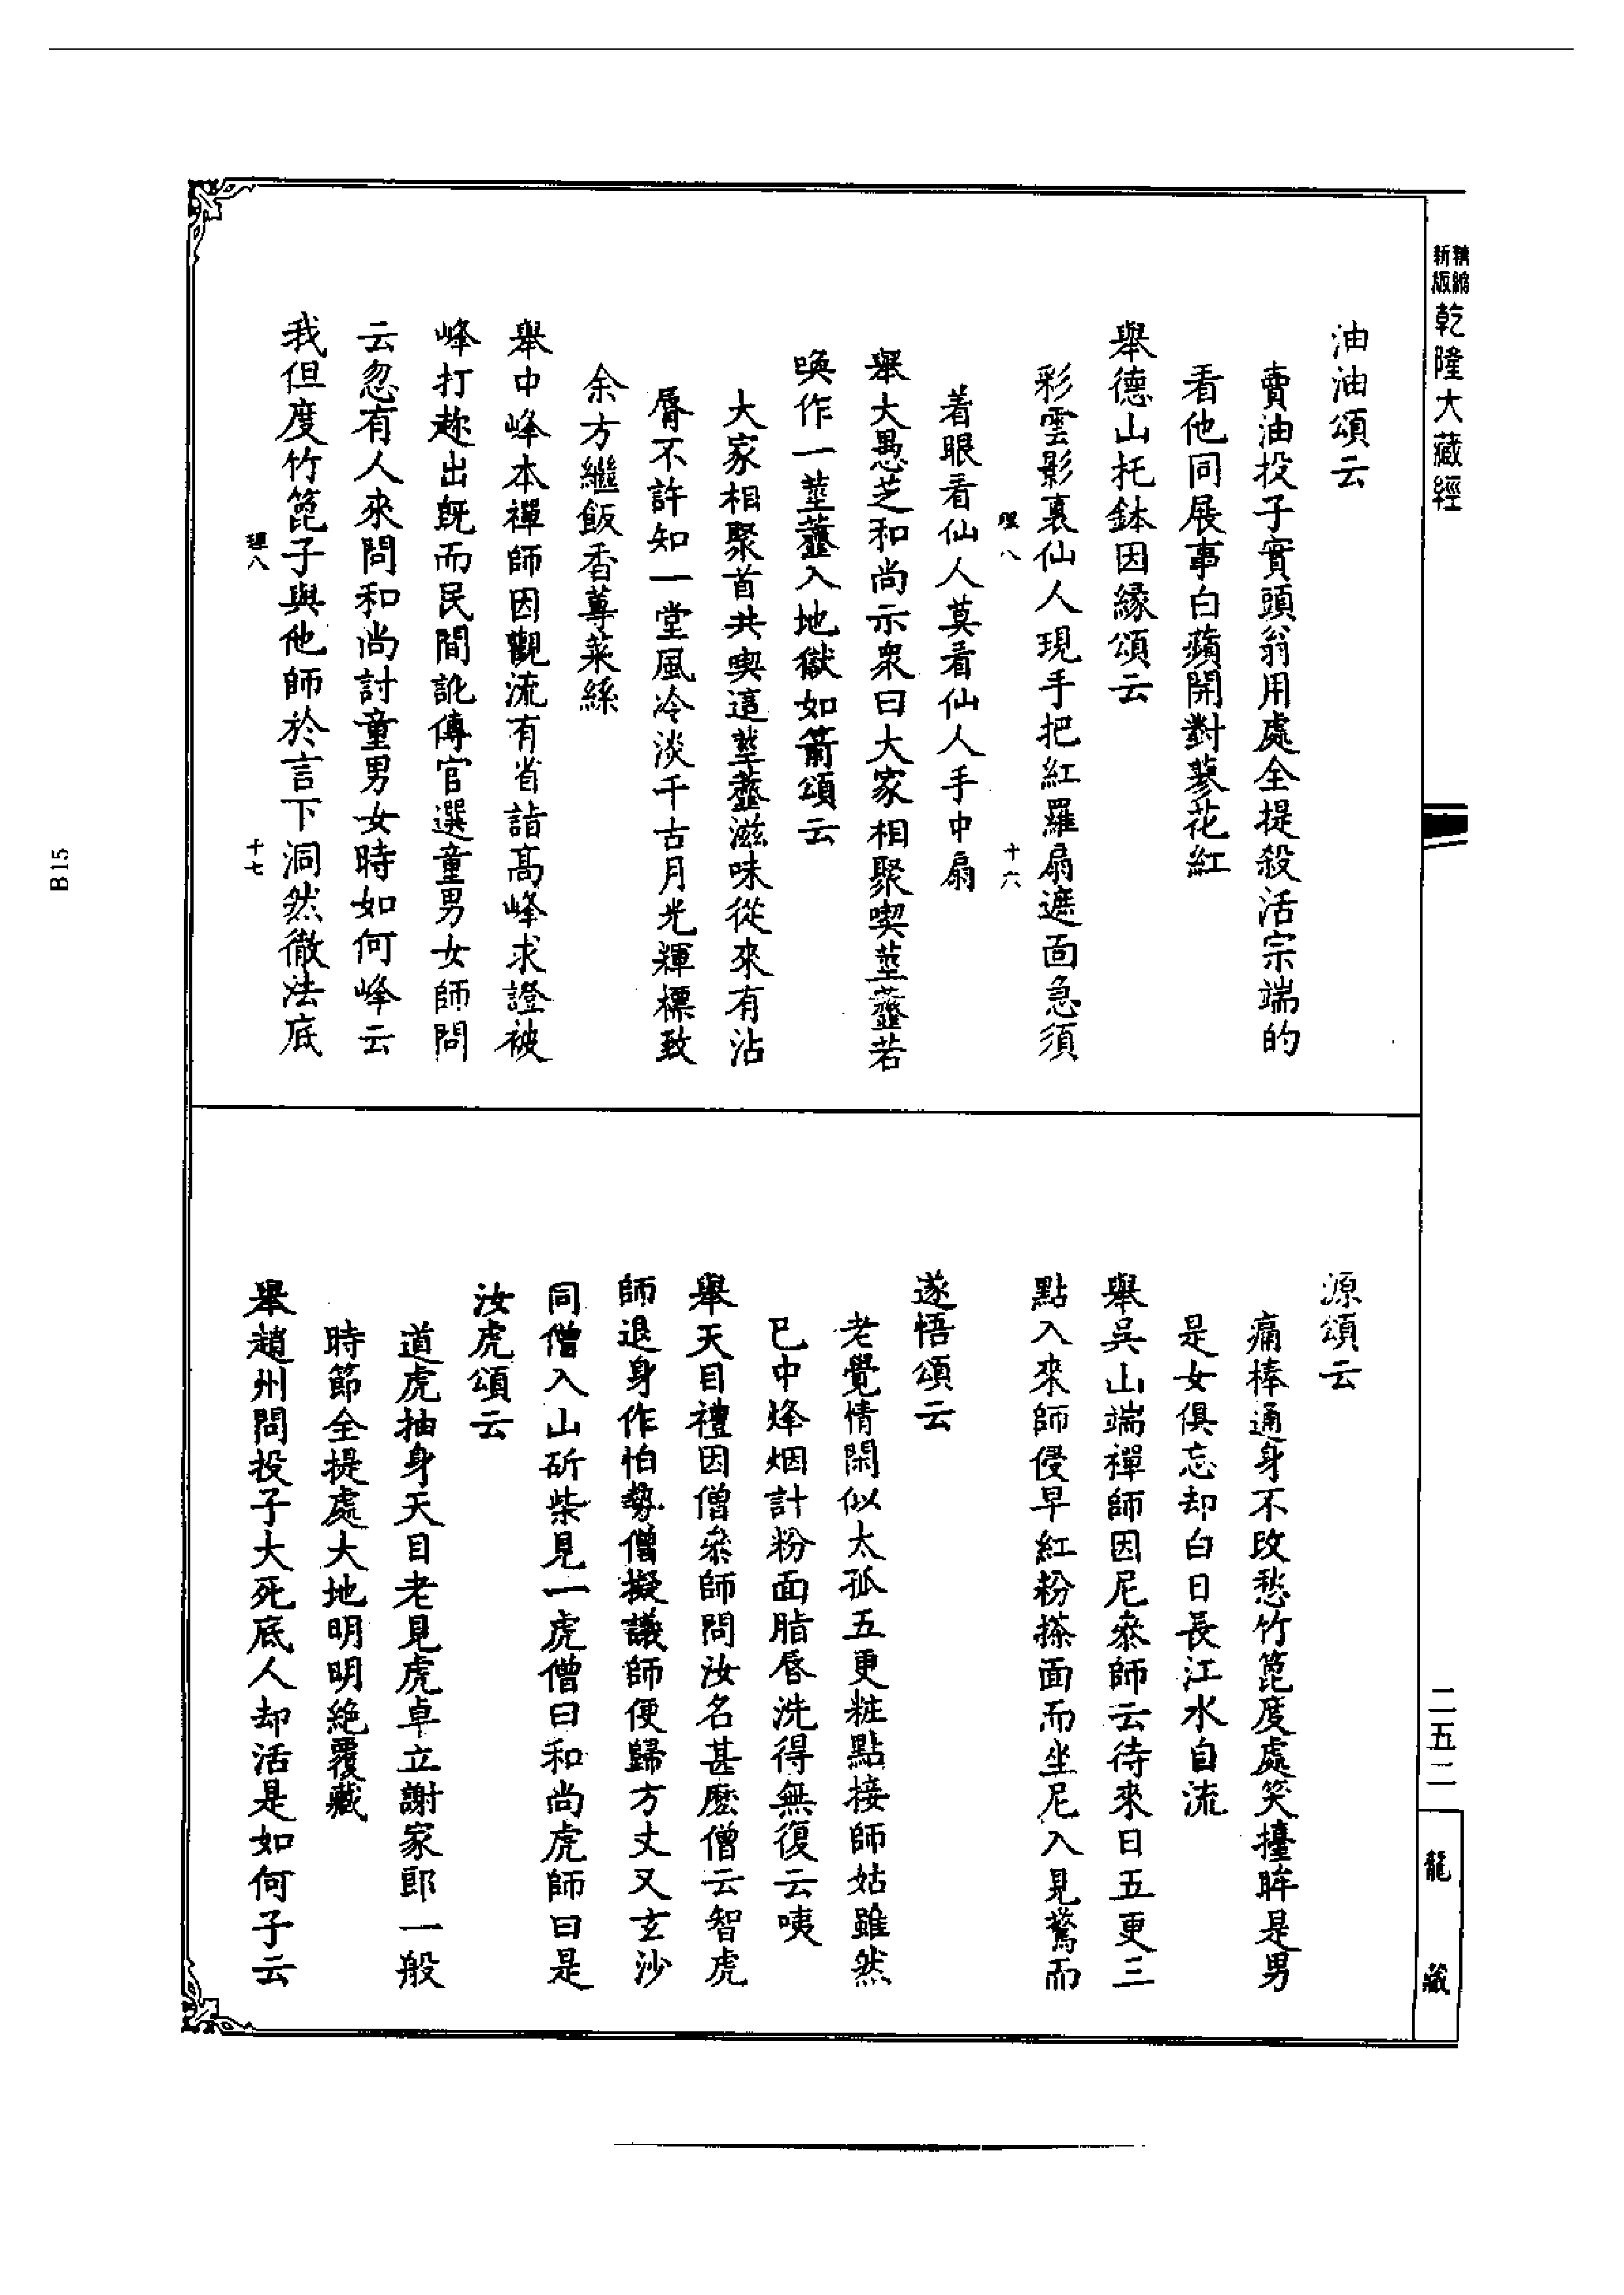 精縮
新版
乾隆大藏經
油油頌云
賣油投子實頭翁用處全提殺活宗端的
看他同展事白蘋開對蓼花紅
舉德山托鉢因緣頌云
彩雲影裏仙人現手把紅羅扇遮面急須
理八 十六
着眼看仙人莫看仙人手中扇
舉大愚芝和尚示衆曰大家相聚喫莖虀若
喚作一莖虀入地獄如箭頌云
大家相聚首共喫這莖虀滋味從來有沾
脣不許知一堂風冷淡千古月光輝標致
余方繼飯香蓴菜絲
舉中峰本禪師因觀流有省詣高峰求證被
峰打趂出旣而民間訛傳官選童男女師問
云忽有人來問和尚討童男女時如何峰云
我但度竹箆子與他師於言下洞然徹法底
理八 十七
源頌云
痛棒通身不改愁竹箆度處笑擡眸是男
是女俱忘却白日長江水自流
舉吳山端禪師因尼叅師云待來日五更三
點入來師侵早紅粉搽面而坐尼入見驚而
遂悟頌云
老覺情閒似太孤五更粧點接師姑雖然
已中烽烟計粉面脂唇洗得無復云咦
舉天目禮因僧叅師問汝名甚麽僧云智虎
師退身作怕勢僧擬議師便歸方丈又玄沙
同僧入山斫柴見一虎僧曰和尚虎師曰是
汝虎頌云
道虎抽身天目老見虎卓立謝家郎一般
時節全提處大地明明絶覆藏
舉趙州問投子大死底人却活是如何子云
二五二
龍藏
B15